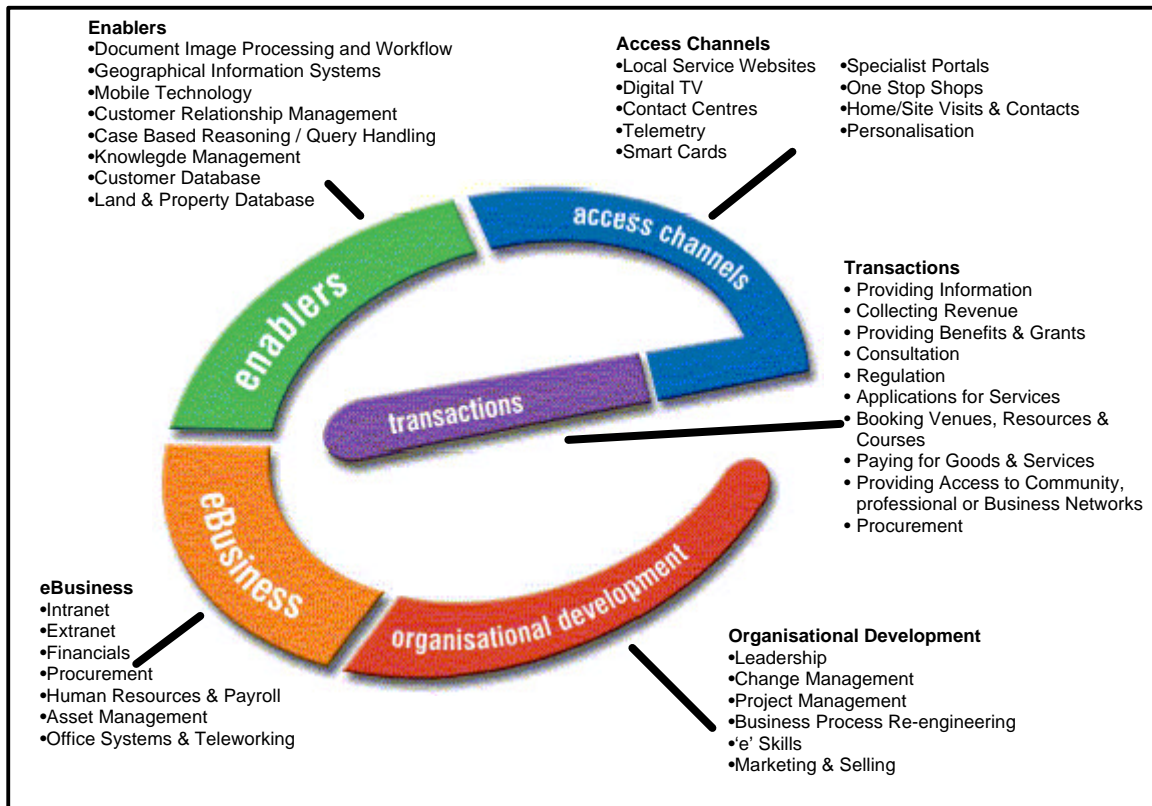 Enablers
•Document Image Processing and Workflow
•Geographical Information Systems
•Mobile Technology
•Customer Relationship Management
•Case Based Reasoning / Query Handling
•Knowlegde Management
•Customer Database
•Land & Property Database
Access Channels
•Local Service Websites
•Digital TV
•Contact Centres
•Telemetry
•Smart Cards
•Specialist Portals
•One Stop Shops
•Home/Site Visits & Contacts
•Personalisation
access channels
enablers
transactions
eBusiness
organisational development
Transactions
• Providing Information
• Collecting Revenue
• Providing Benefits & Grants
• Consultation
• Regulation
• Applications for Services
• Booking Venues, Resources &
Courses
• Paying for Goods & Services
• Providing Access to Community,
professional or Business Networks
• Procurement
eBusiness
•Intranet
•Extranet
•Financials
•Procurement
•Human Resources & Payroll
•Asset Management
•Office Systems & Teleworking
Organisational Development
•Leadership
•Change Management
•Project Management
•Business Process Re-engineering
•‘e’ Skills
•Marketing & Selling